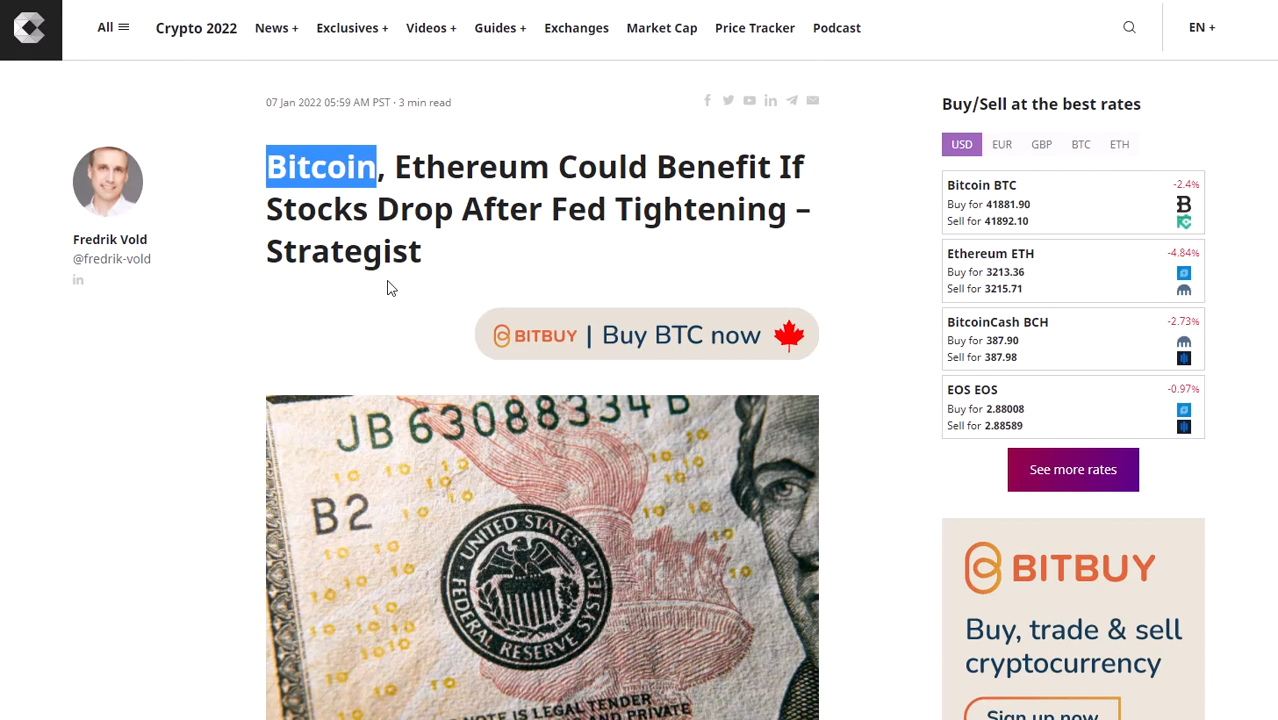 All
Crypto 2022
News +
Exclusives +
Videos +
Guides +
Exchanges
Market Cap
Price Tracker
Podcast
EN +
07 Jan 2022 05:59 AM PST · 3 min read
Fredrik Vold
@fredrik-vold
Bitcoin, Ethereum Could Benefit If
Stocks Drop After Fed Tightening –
Strategist
BITBUY | Buy BTC now
JB 63088334 B
B2
UNITED STATES
FEDERAL RESERVE SYSTEM
NOTE IS LEGAL TENDER
AND PRIVATE
Buy/Sell at the best rates
USD
EUR
GBP
BTC
ETH
Bitcoin BTC
-2.4%
Buy for 41881.90
Sell for 41892.10
Ethereum ETH
-4.84%
Buy for 3213.36
Sell for 3215.71
BitcoinCash BCH
-2.73%
Buy for 387.90
Sell for 387.98
EOS EOS
-0.97%
Buy for 2.88008
Sell for 2.88589
See more rates
BITBUY
Buy, trade & sell
cryptocurrency
Sign up now